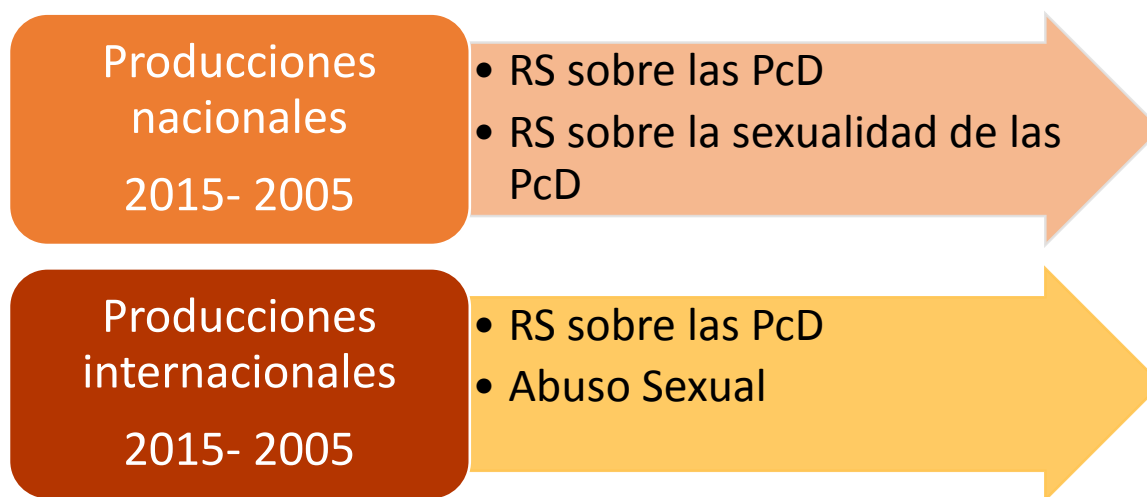 Producciones
nacionales
2015- 2005
• RS sobre las PcD
• RS sobre la sexualidad de las
PcD
Producciones
internacionales
2015- 2005
• RS sobre las PcD
• Abuso Sexual